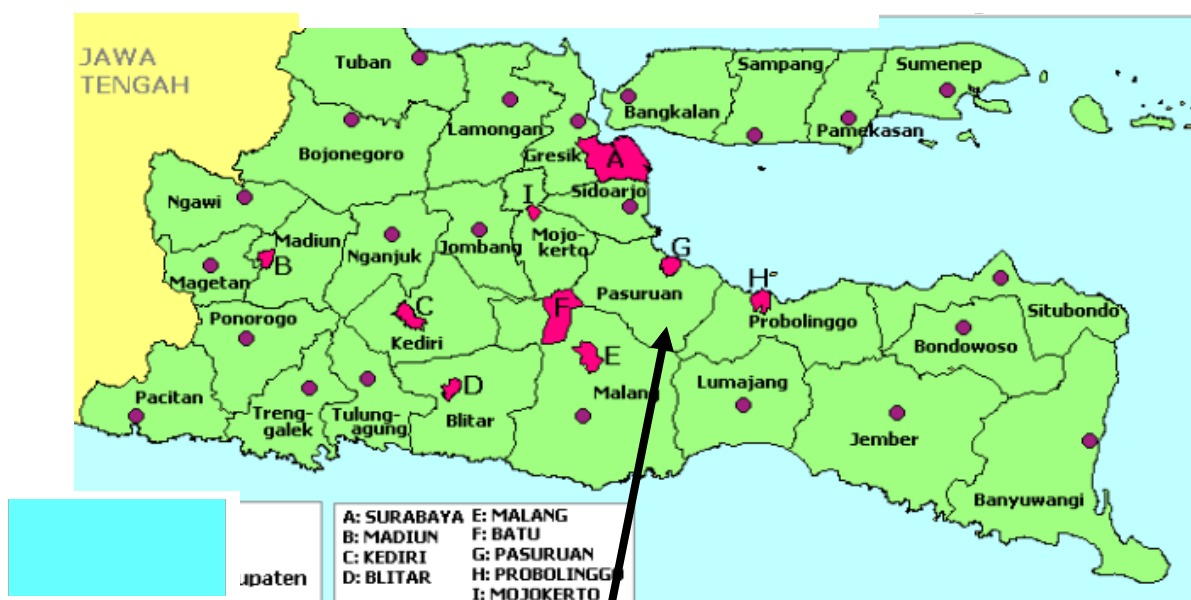 JAWA
TENGAH
Tuban
Sampang
Sumenep
Bangkalan
Lamongan
Pamekasan
Bojonegoro
Gresik
A
I
Sidoarjo
Ngawi
Madiun
Nganjuk
Jombang
Mojo-
kerto
G
B
Magetan
Pasuruan
H
C
F
Probolinggo
Situbondo
Ponorogo
Kediri
Bondowoso
E
D
Malang
Lumajang
Pacitan
Treng-
galek
Tulung-
agung
Blitar
Jember
Banyuwangi
upaten
A: SURABAYA E: MALANG
B: MADIUN F: BATU
C: KEDIRI G: PASURUAN
D: BLITAR H: PROBOLINGGO
I: MOJOKERTO